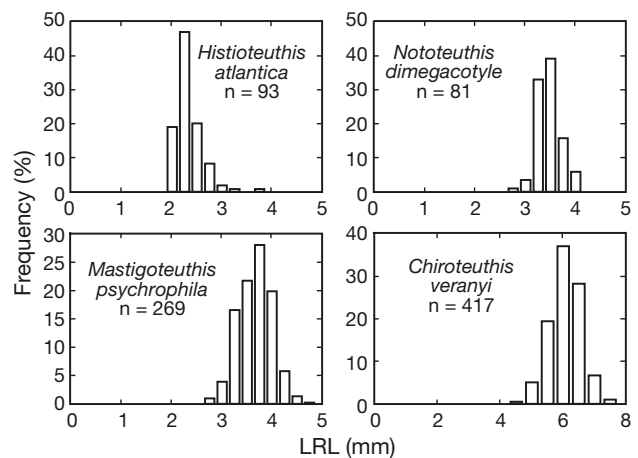 Histioteuthis
atlantica
n = 93
50
40
30
20
10
0
0 1 2 3 4 5
Nototeuthis
dimegacotyle
n = 81
50
40
30
20
10
0
0 1 2 3 4 5
Frequency (%)
Mastigoteuthis
psychrophila
n = 269
30
25
20
15
10
5
0
0 1 2 3 4 5
Chiroteuthis
veranyi
n = 417
40
30
20
10
0
0 2 4 6 8
LRL (mm)